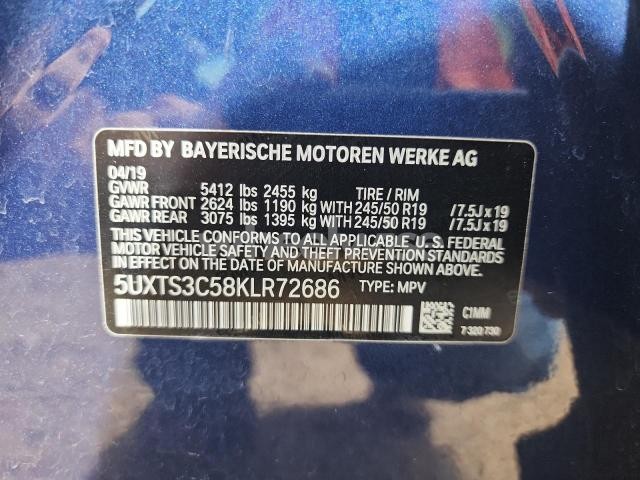 MFD BY BAYERISCHE MOTOREN WERKE AG
04/19
GVWR 5412 lbs 2455 kg TIRE / RIM
GAWR FRONT 2624 lbs 1190 kg WITH 245/50 R19 /7.5J x 19
GAWR REAR 3075 lbs 1395 kg WITH 245/50 R19 /7.5J x 19
THIS VEHICLE CONFORMS TO ALL APPLICABLE U.S. FEDERAL
MOTOR VEHICLE SAFETY AND THEFT PREVENTION STANDARDS
IN EFFECT ON THE DATE OF MANUFACTURE SHOWN ABOVE.
5UXTS3C58KLR72686 TYPE: MPV
C1MM
7 320 730